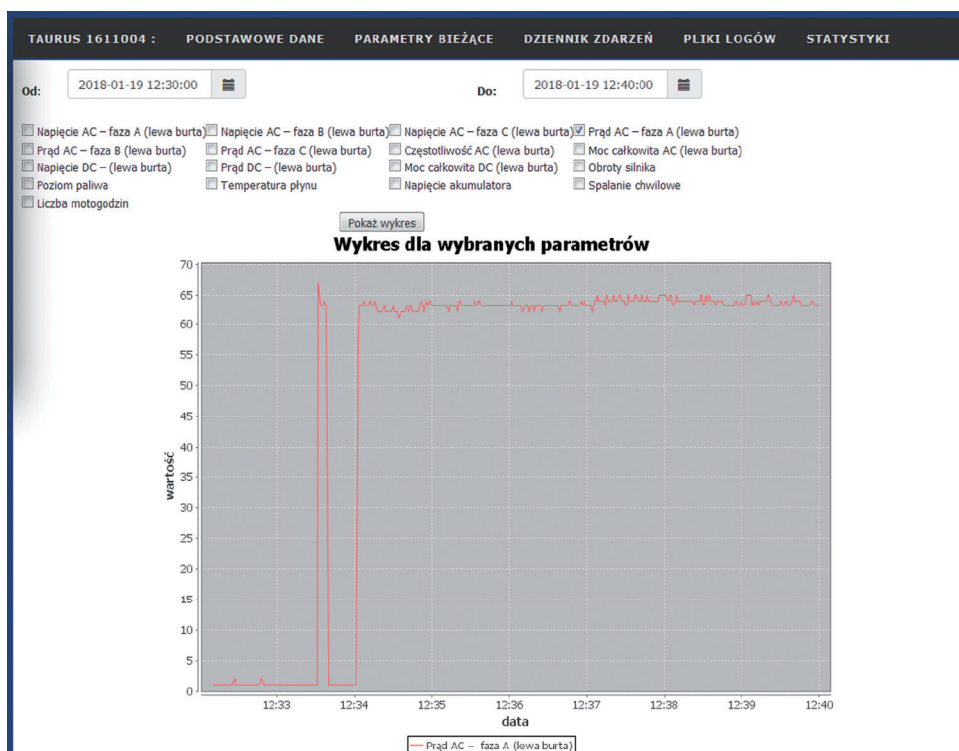 TAURUS 1611004 : PODSTAWOWE DANE PARAMETRY BIEŻĄCE DZIENNIK ZDARZEŃ PLIKI LOGÓW STATYSTYKI
Od: 2018-01-19 12:30:00 Do: 2018-01-19 12:40:00
Napięcie AC – faza A (lewa burta) Napięcie AC – faza B (lewa burta) Napięcie AC – faza C (lewa burta) Prąd AC – faza A (lewa burta)
Prąd AC – faza B (lewa burta) Prąd AC – faza C (lewa burta) Częstotliwość AC (lewa burta) Moc całkowita AC (lewa burta)
Napięcie DC – (lewa burta) Prąd DC – (lewa burta) Moc całkowita DC (lewa burta) Obroty silnika
Poziom paliwa Temperatura płynu Napięcie akumulatora Spalanie chwilowe
Liczba motogodzin
Pokaż wykres
Wykres dla wybranych parametrów
70
65
60
55
50
45
40
35
30
25
20
15
10
5
0
wartość
12:33 12:34 12:35 12:36 12:37 12:38 12:39 12:40
data
Prąd AC – faza A (lewa burta)